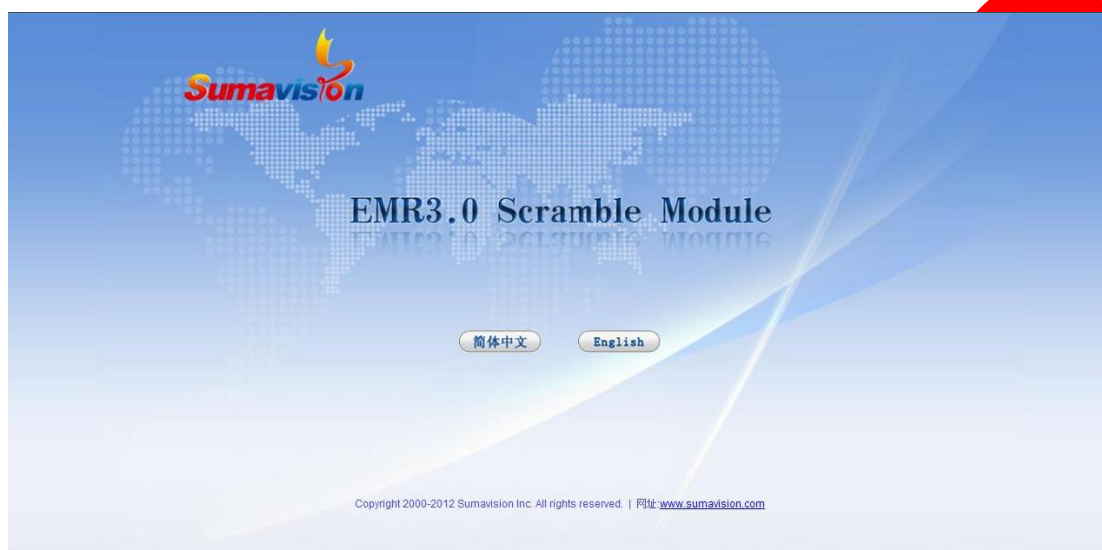 Sumavision
EMR3.0 Scramble Module
简体中文 English
Copyright 2000-2012 Sumavision Inc. All rights reserved. | 网址:www.sumavision.com